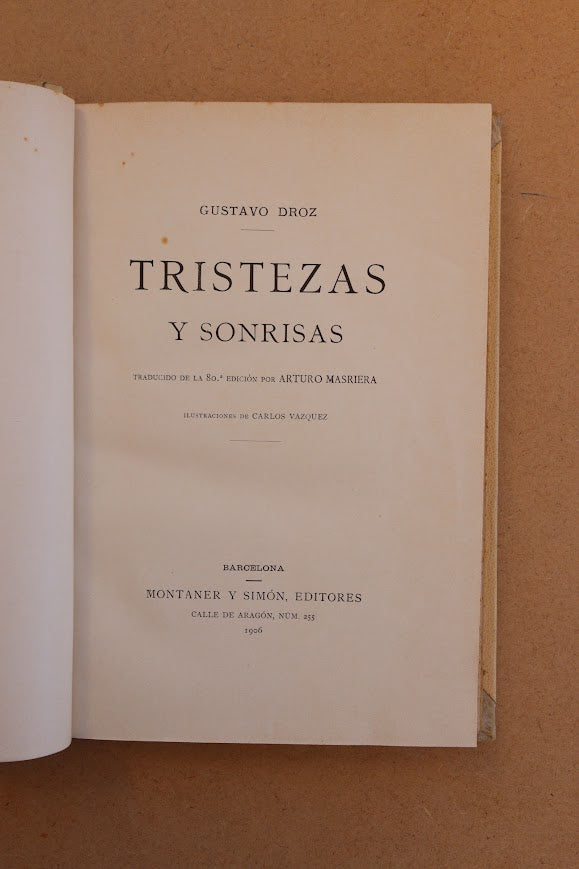 GUSTAVO DROZ
TRISTEZAS
Y SONRISAS
TRADUCIDO DE LA 80.ª EDICIÓN POR ARTURO MASRIERA
ILUSTRACIONES DE CARLOS VAZQUEZ
BARCELONA
MONTANER Y SIMÓN, EDITORES
CALLE DE ARAGÓN, NÚM. 255
1906